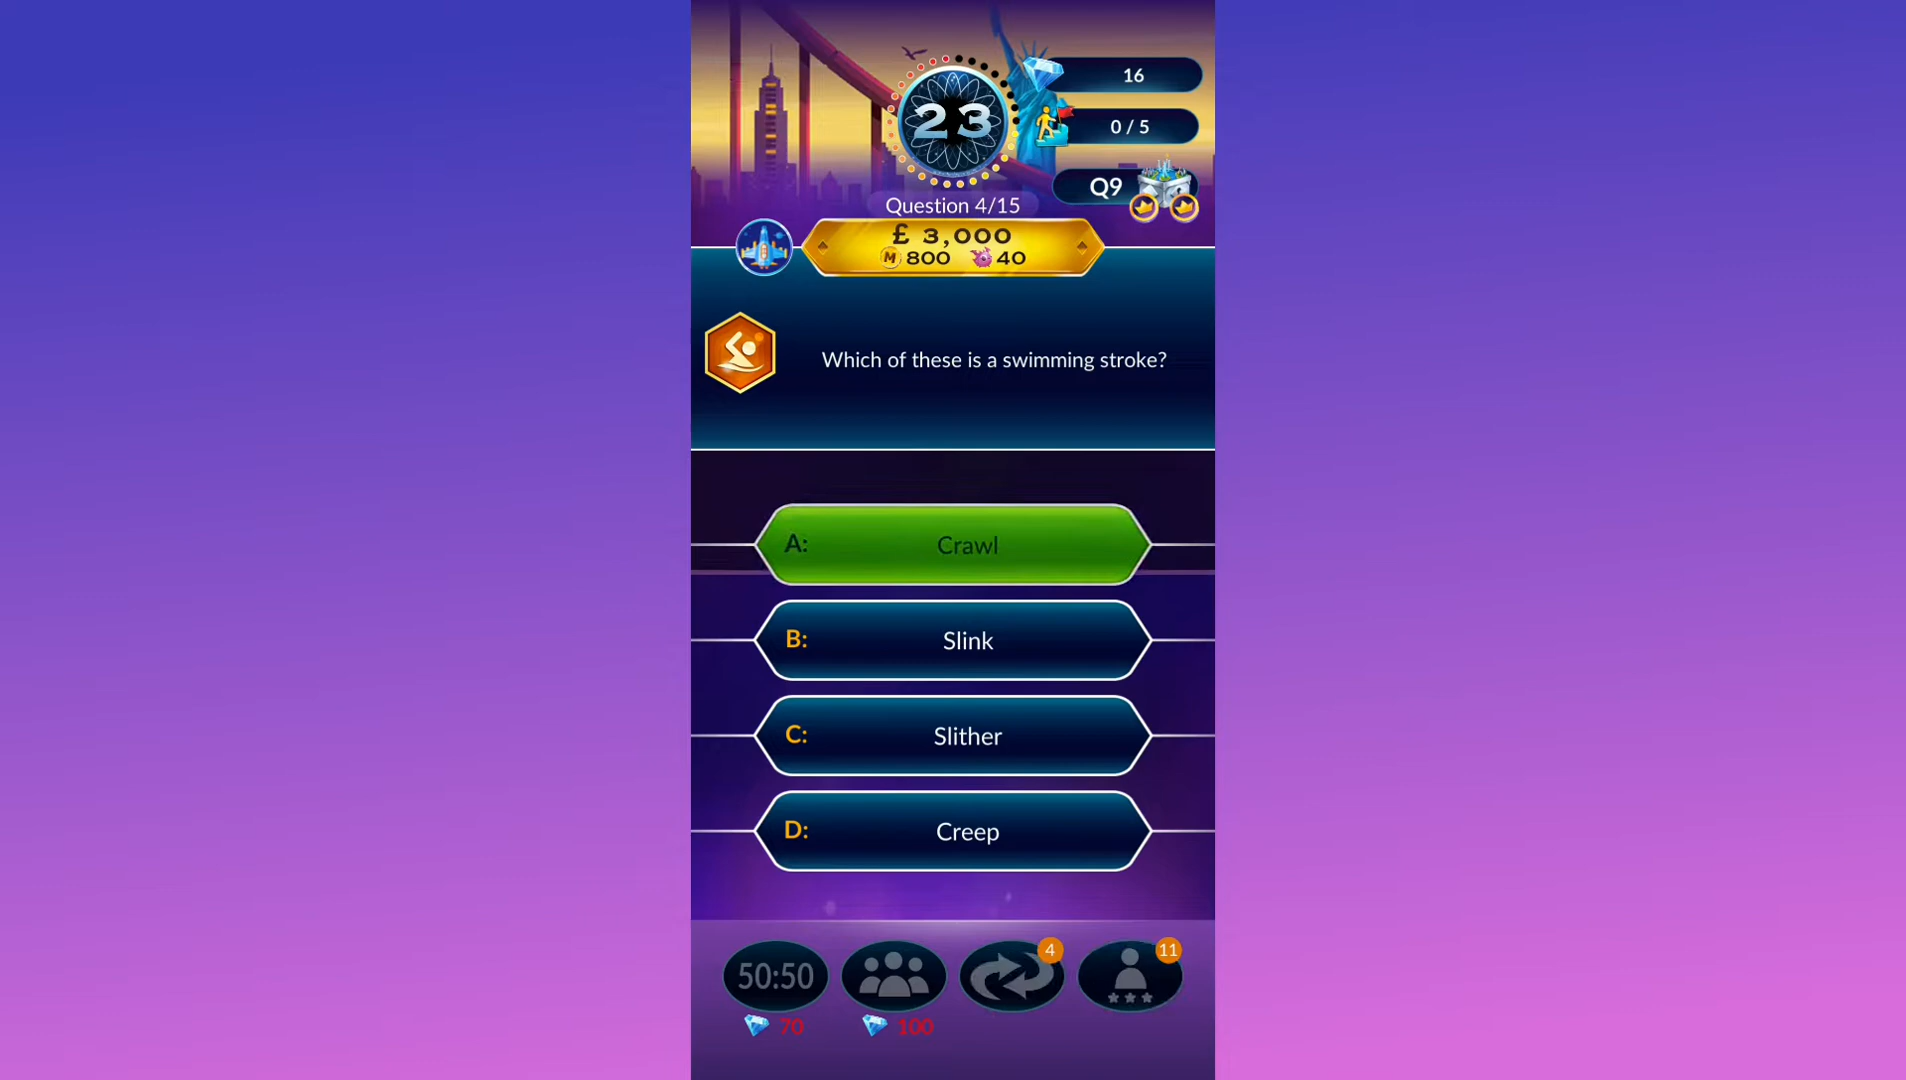 23
16
0 / 5
Q9
Question 4/15
£ 3,000
M 800 40
Which of these is a swimming stroke?
A: Crawl
B: Slink
C: Slither
D: Creep
50:50
4
11
70
100